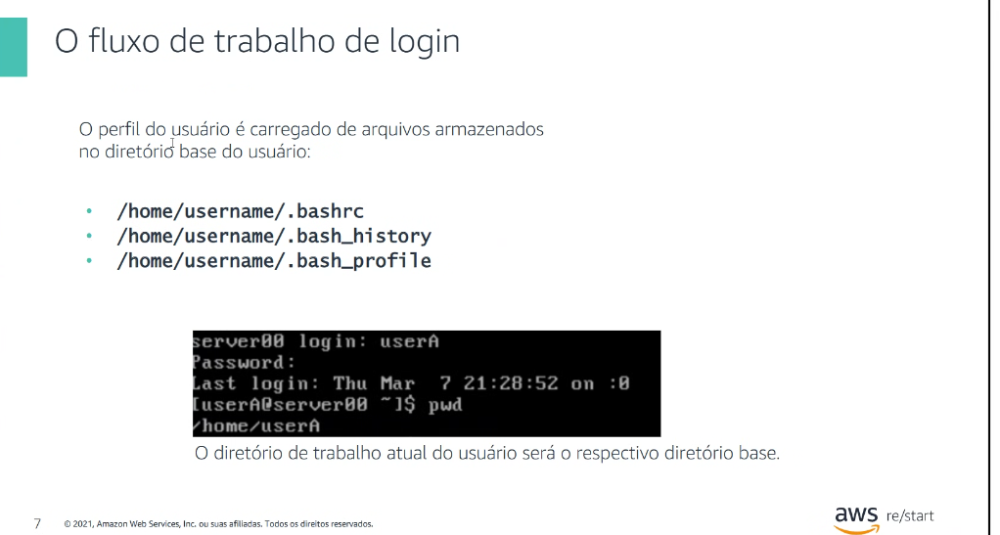 O fluxo de trabalho de login
O perfil do usuário é carregado de arquivos armazenados
no diretório base do usuário:
• /home/username/.bashrc
• /home/username/.bash_history
• /home/username/.bash_profile
server00 login: userA
Password:
Last login: Thu Mar  7 21:28:52 on :0
[userA@server00 ~]$ pwd
/home/userA
O diretório de trabalho atual do usuário será o respectivo diretório base.
7
© 2021, Amazon Web Services, Inc. ou suas afiliadas. Todos os direitos reservados.
aws re/start